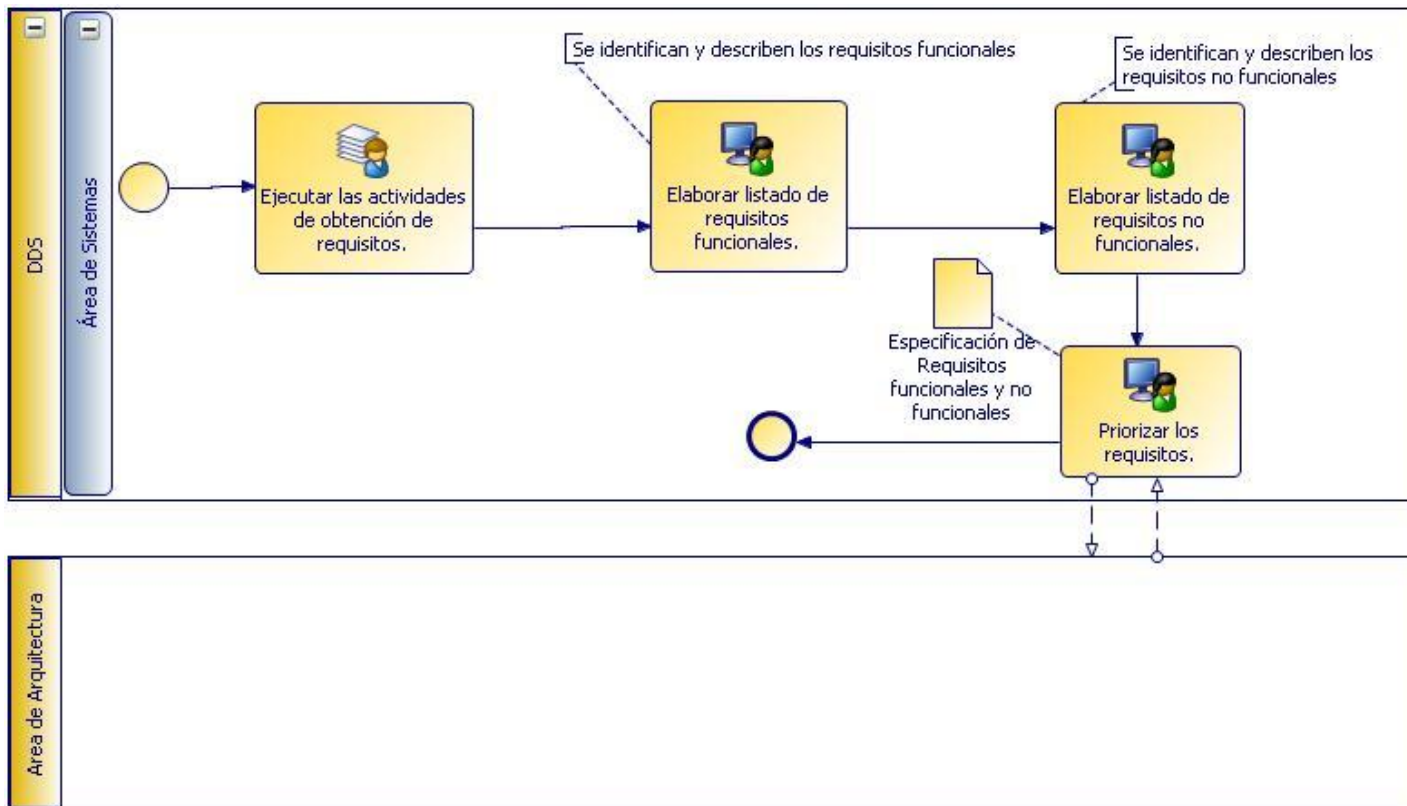 DDS
Área de Sistemas
Se identifican y describen los requisitos funcionales
Se identifican y describen los
requisitos no funcionales
Ejecutar las actividades
de obtención de
requisitos.
Elaborar listado de
requisitos
funcionales.
Elaborar listado de
requisitos no
funcionales.
Especificación de
Requisitos
funcionales y no
funcionales
Priorizar los
requisitos.
Area de Arquitectura